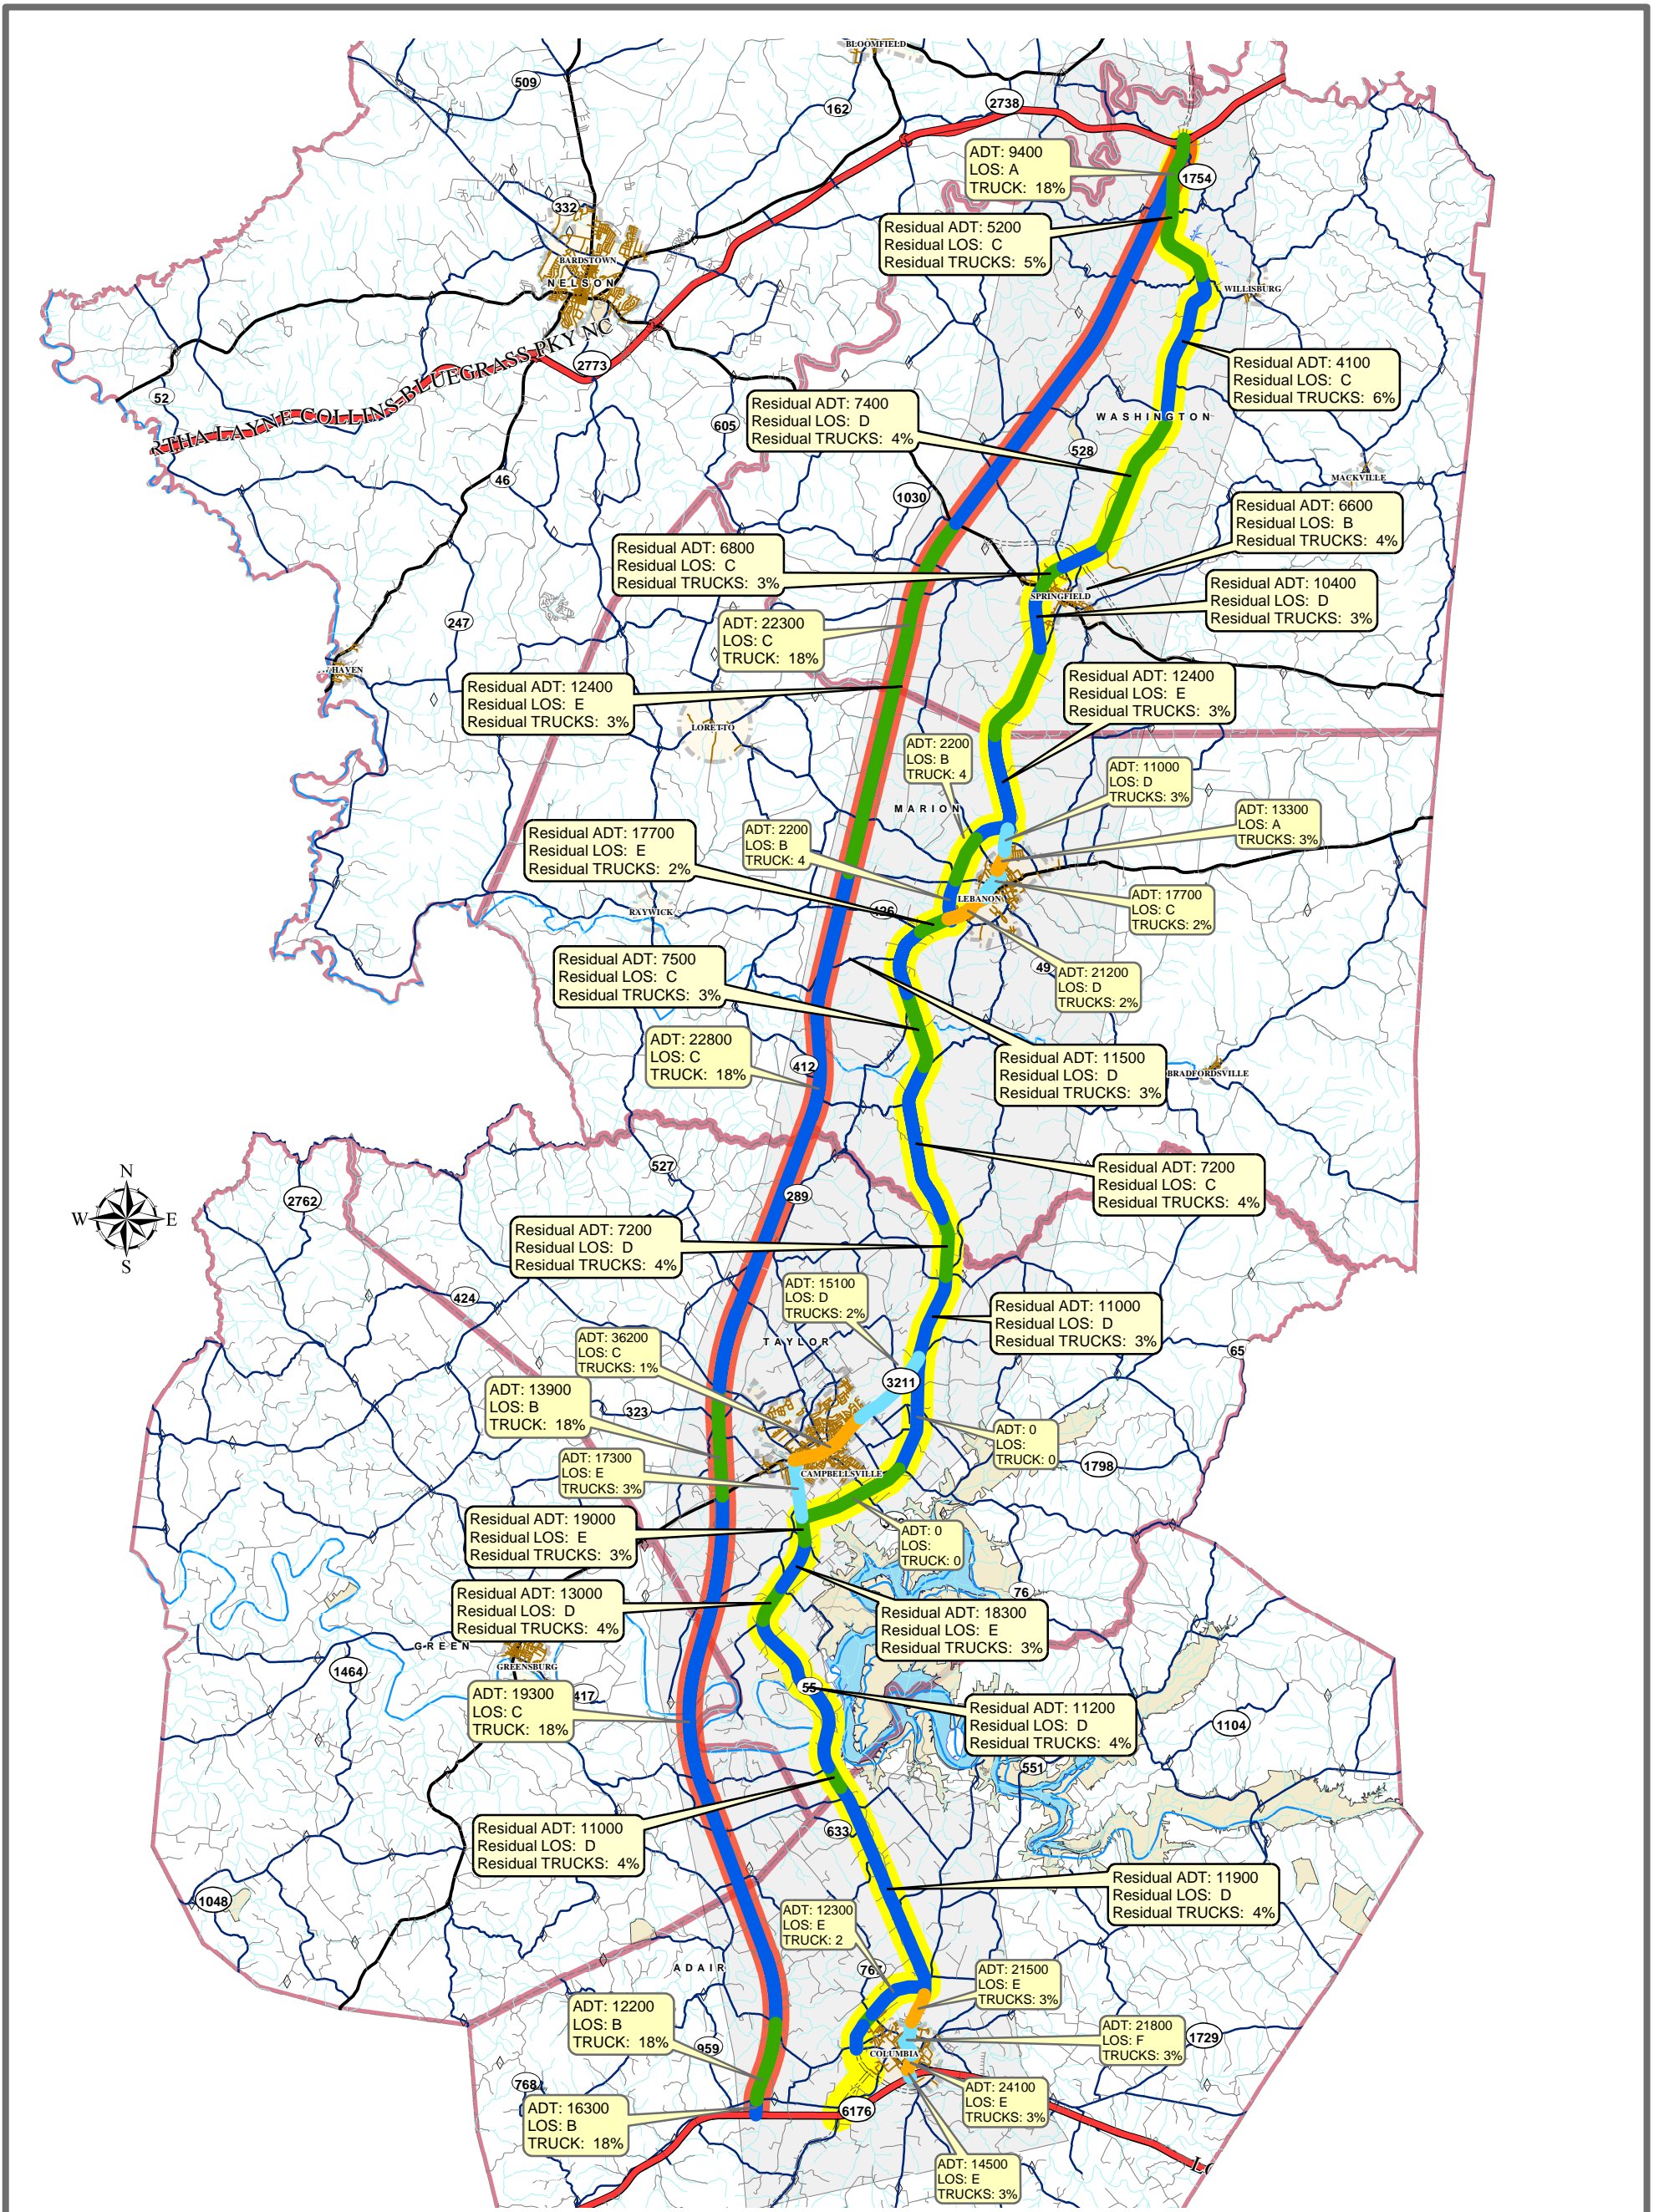 BLOOMFIELD
509
162
2738
ADT: 9400
LOS: A
TRUCK: 18%
1754
332
Residual ADT: 5200
Residual LOS: C
Residual TRUCKS: 5%
BARDSTOWN
NELSON
WILLISBURG
RTHA LAYNE COLLINS-BLUEGRASS PKY NC
2773
Residual ADT: 4100
Residual LOS: C
Residual TRUCKS: 6%
52
Residual ADT: 7400
Residual LOS: D
Residual TRUCKS: 4%
WASHINGTON
605
528
46
MACKVILLE
1030
Residual ADT: 6600
Residual LOS: B
Residual TRUCKS: 4%
Residual ADT: 6800
Residual LOS: C
Residual TRUCKS: 3%
Residual ADT: 10400
Residual LOS: D
Residual TRUCKS: 3%
SPRINGFIELD
247
ADT: 22300
LOS: C
TRUCK: 18%
HAVEN
Residual ADT: 12400
Residual LOS: E
Residual TRUCKS: 3%
Residual ADT: 12400
Residual LOS: E
Residual TRUCKS: 3%
LORETTO
ADT: 2200
LOS: B
TRUCK: 4
ADT: 11000
LOS: D
TRUCKS: 3%
MARION
ADT: 13300
LOS: A
TRUCKS: 3%
Residual ADT: 17700
Residual LOS: E
Residual TRUCKS: 2%
ADT: 2200
LOS: B
TRUCK: 4
ADT: 17700
LOS: C
TRUCKS: 2%
LEBANON
RAYWICK
426
49
ADT: 21200
LOS: D
TRUCKS: 2%
Residual ADT: 7500
Residual LOS: C
Residual TRUCKS: 3%
ADT: 22800
LOS: C
TRUCK: 18%
412
Residual ADT: 11500
Residual LOS: D
Residual TRUCKS: 3%
BRADFORDSVILLE
N
W E
S
527
Residual ADT: 7200
Residual LOS: C
Residual TRUCKS: 4%
2762
289
Residual ADT: 7200
Residual LOS: D
Residual TRUCKS: 4%
ADT: 15100
LOS: D
TRUCKS: 2%
424
Residual ADT: 11000
Residual LOS: D
Residual TRUCKS: 3%
TAYLOR
ADT: 36200
LOS: C
TRUCKS: 1%
65
3211
ADT: 13900
LOS: B
TRUCK: 18%
323
ADT: 0
LOS:
TRUCK: 0
ADT: 17300
LOS: E
TRUCKS: 3%
1798
CAMPBELLSVILLE
Residual ADT: 19000
Residual LOS: E
Residual TRUCKS: 3%
ADT: 0
LOS:
TRUCK: 0
76
Residual ADT: 13000
Residual LOS: D
Residual TRUCKS: 4%
Residual ADT: 18300
Residual LOS: E
Residual TRUCKS: 3%
GREEN
GREENSBURG
1464
55
417
ADT: 19300
LOS: C
TRUCK: 18%
Residual ADT: 11200
Residual LOS: D
Residual TRUCKS: 4%
1104
551
Residual ADT: 11000
Residual LOS: D
Residual TRUCKS: 4%
633
Residual ADT: 11900
Residual LOS: D
Residual TRUCKS: 4%
1048
ADT: 12300
LOS: E
TRUCK: 2
ADAIR
767
ADT: 21500
LOS: E
TRUCKS: 3%
ADT: 12200
LOS: B
TRUCK: 18%
ADT: 21800
LOS: F
TRUCKS: 3%
1729
959
COLUMBIA
768
ADT: 24100
LOS: E
TRUCKS: 3%
ADT: 16300
LOS: B
TRUCK: 18%
6176
ADT: 14500
LOS: E
TRUCKS: 3%